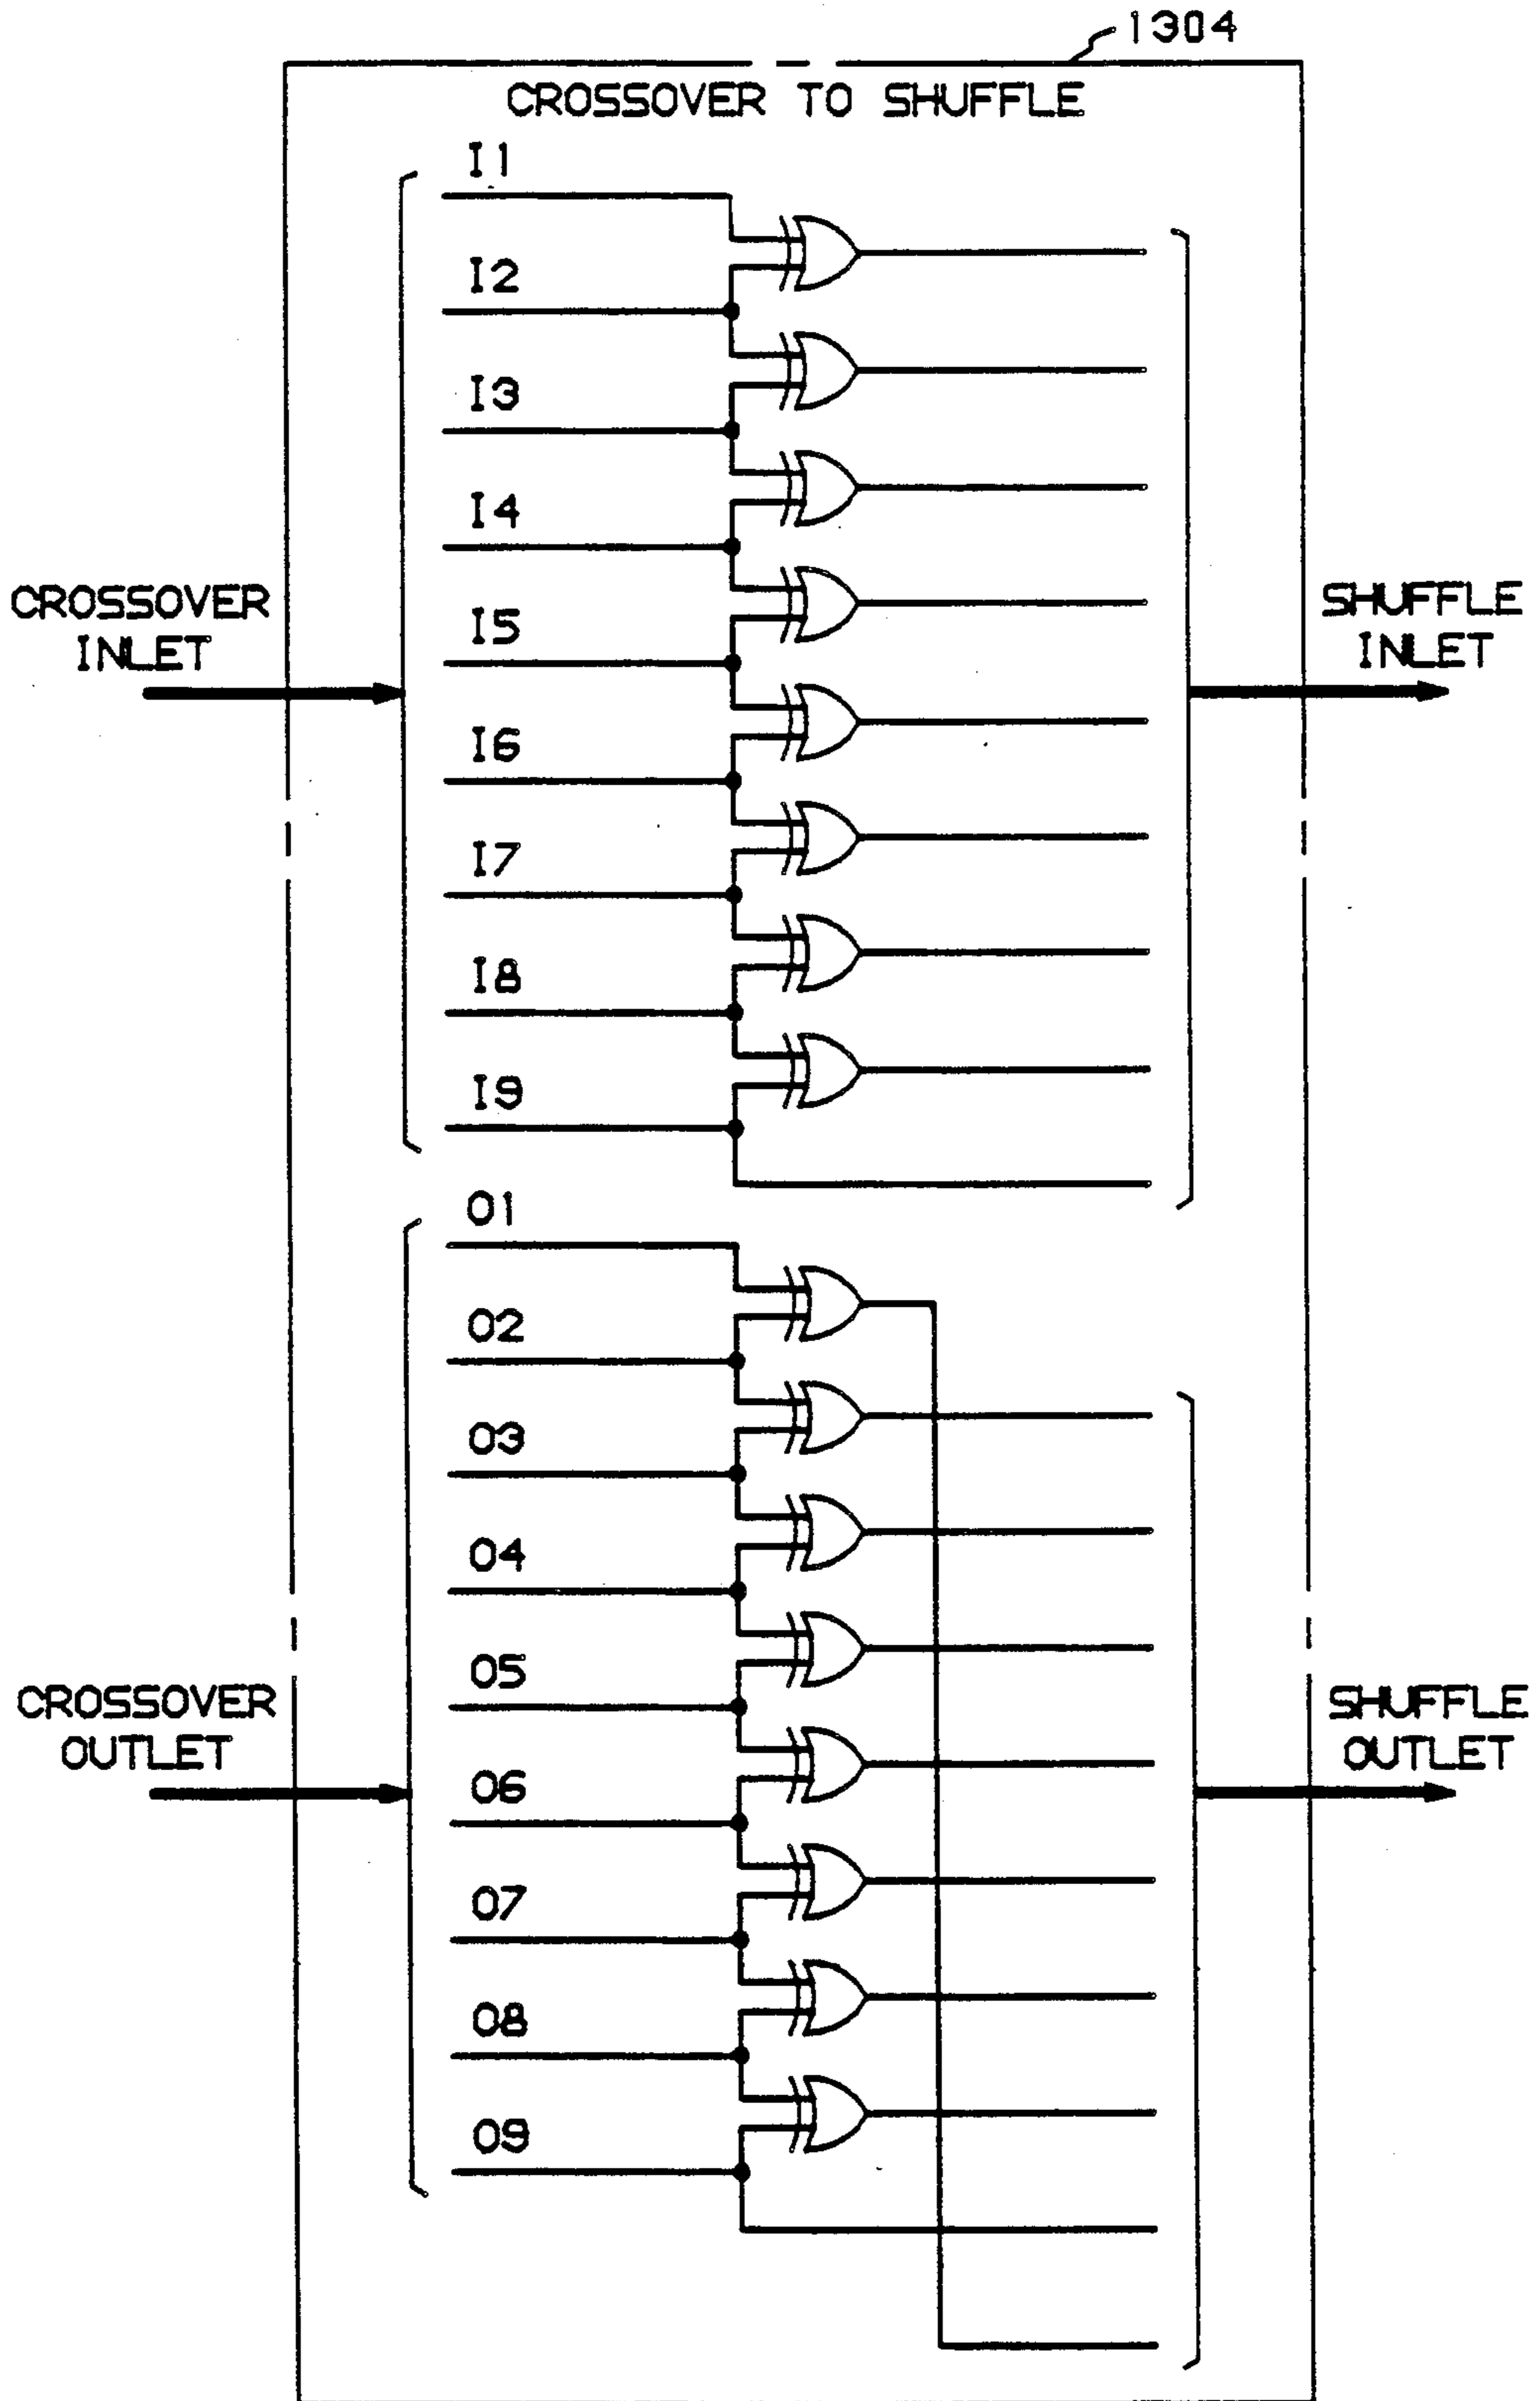 1304
CROSSOVER TO SHUFFLE
I1
I2
I3
I4
CROSSOVER
INLET
SHUFFLE
INLET
I5
I6
I7
I8
I9
O1
O2
O3
O4
O5
CROSSOVER
OUTLET
SHUFFLE
OUTLET
O6
O7
O8
O9